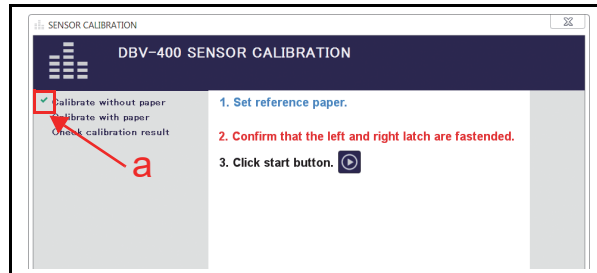 SENSOR CALIBRATION
DBV-400 SENSOR CALIBRATION
Calibrate without paper
Calibrate with paper
Check calibration result
1. Set reference paper.
2. Confirm that the left and right latch are fastended.
3. Click start button.
a